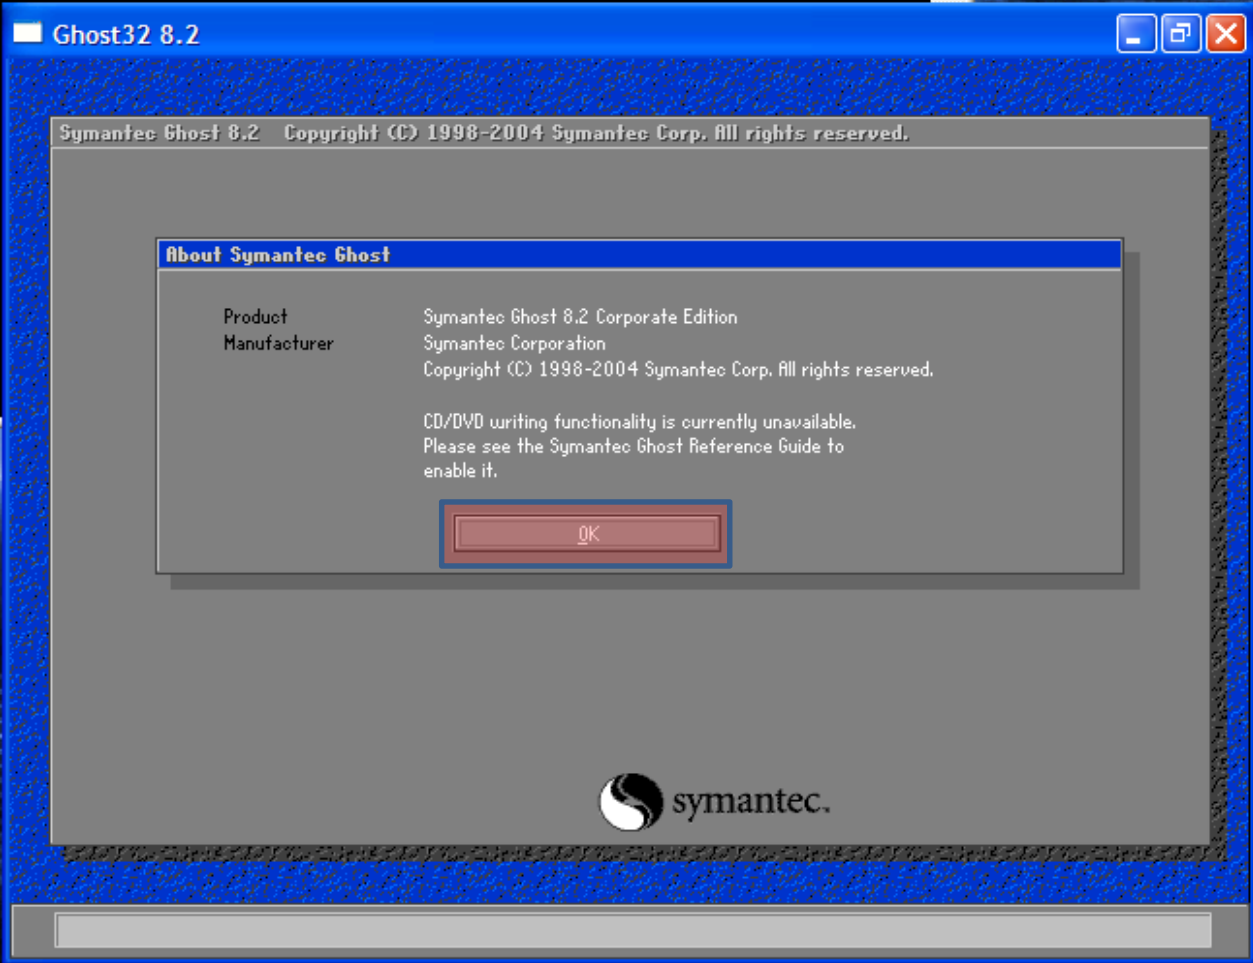 Ghost32 8.2
Symantec Ghost 8.2 Copyright (C) 1998-2004 Symantec Corp. All rights reserved.
About Symantec Ghost
Product Symantec Ghost 8.2 Corporate Edition
Manufacturer Symantec Corporation
Copyright (C) 1998-2004 Symantec Corp. All rights reserved.
CD/DVD writing functionality is currently unavailable.
Please see the Symantec Ghost Reference Guide to
enable it.
OK
symantec.